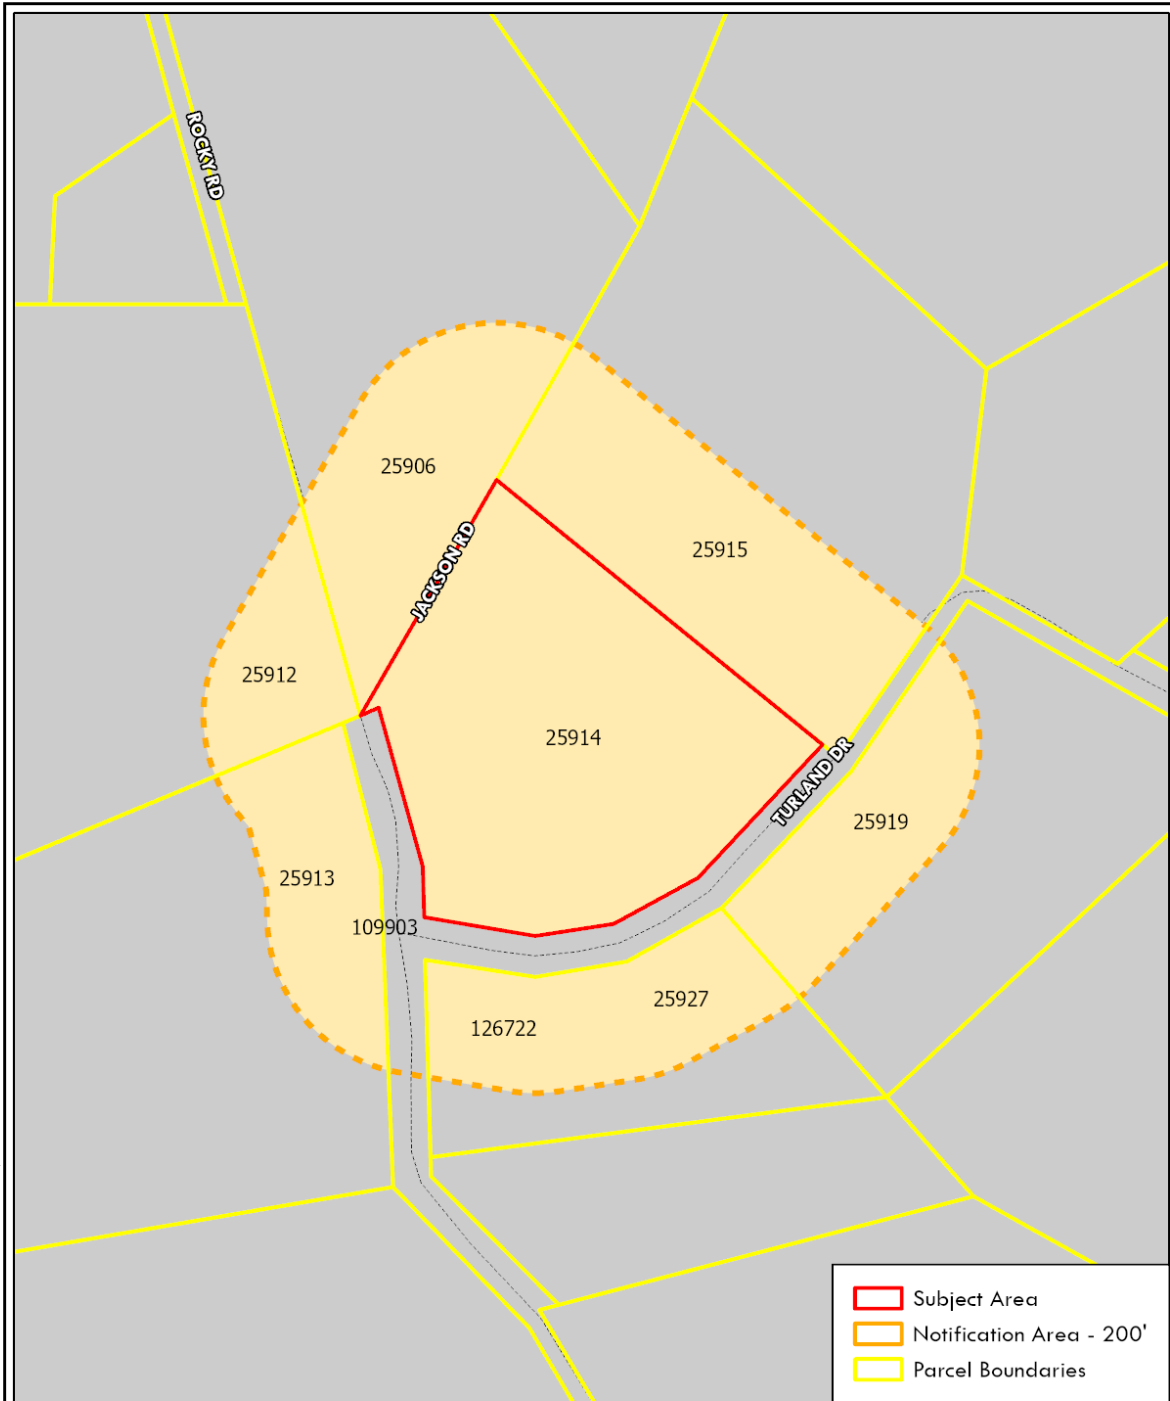 ROCKY RD
25906
JACKSON RD
25915
25912
25914
TURLAND DR
25919
25913
109903
25927
126722
Subject Area
Notification Area - 200'
Parcel Boundaries